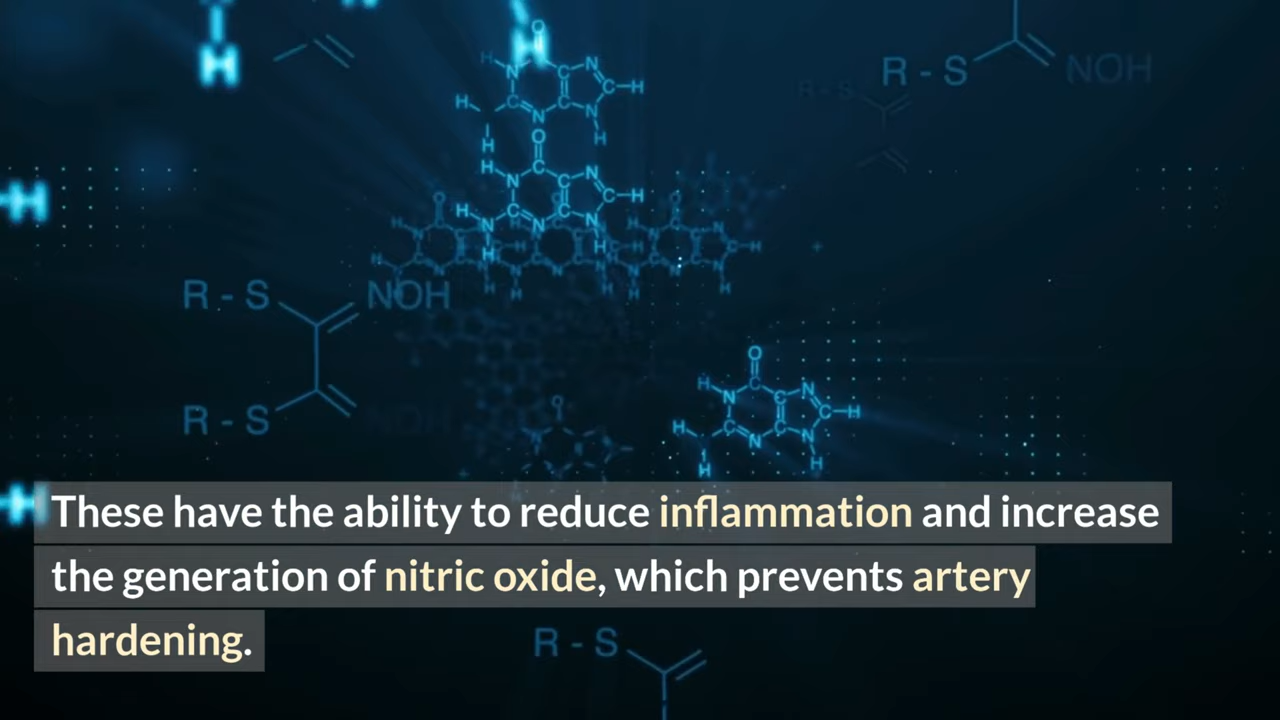 R - S
NOH
R - S
NOH
R - S
These have the ability to reduce inflammation and increase
the generation of nitric oxide, which prevents artery
hardening.
R - S